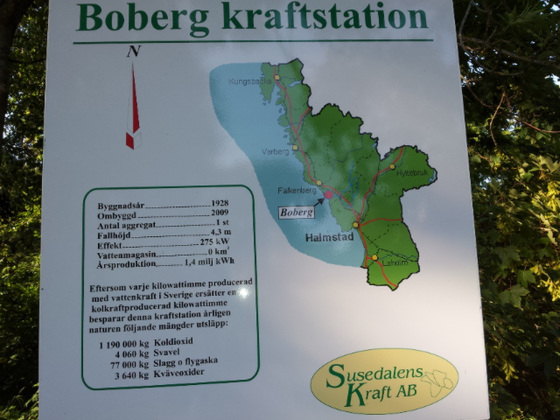 Boberg kraftstation
N
Kungsbacka
Varberg
Hyltebruk
Falkenberg
Boberg
Halmstad
Laholm
Byggnadsår 1928
Ombyggd 2009
Antal aggregat 1 st
Fallhöjd 4,3 m
Effekt 275 kW
Vattenmagasin 0 km²
Årsproduktion 1,4 milj kWh
Eftersom varje kilowattimme producerad
med vattenkraft i Sverige ersätter en
kolkraftproducerad kilowattimme
besparar denna kraftstation årligen
naturen följande mängder utsläpp:
1 190 000 kg Koldioxid
4 060 kg Svavel
77 000 kg Slagg o flygaska
3 640 kg Kväveoxider
Susedalens
Kraft AB